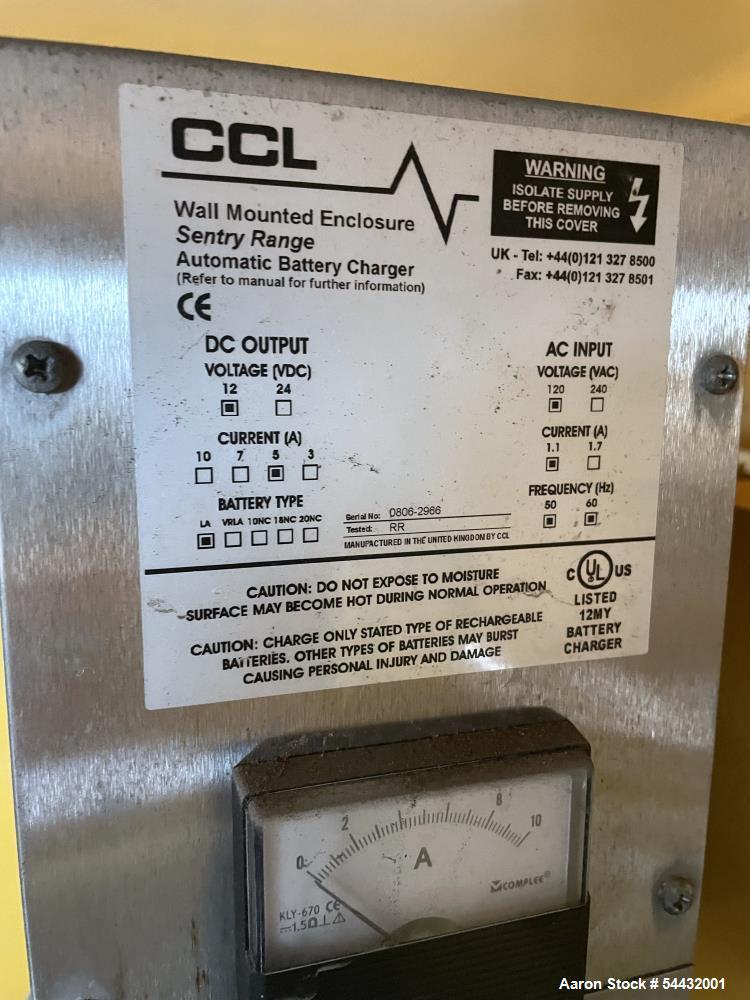 CCL
Wall Mounted Enclosure
Sentry Range
Automatic Battery Charger
(Refer to manual for further information)
CE
WARNING
ISOLATE SUPPLY
BEFORE REMOVING
THIS COVER
UK - Tel: +44(0)121 327 8500
Fax: +44(0)121 327 8501
DC OUTPUT
VOLTAGE (VDC)
12 24
CURRENT (A)
10 7 5 3
BATTERY TYPE
LA VRLA 10NC 18NC 20NC
AC INPUT
VOLTAGE (VAC)
120 240
CURRENT (A)
1.1 1.7
FREQUENCY (Hz)
50 60
Serial No: 0806-2966
Tested: RR
MANUFACTURED IN THE UNITED KINGDOM BY CCL
CAUTION: DO NOT EXPOSE TO MOISTURE
SURFACE MAY BECOME HOT DURING NORMAL OPERATION
CAUTION: CHARGE ONLY STATED TYPE OF RECHARGEABLE
BATTERIES. OTHER TYPES OF BATTERIES MAY BURST
CAUSING PERSONAL INJURY AND DAMAGE
C UL US
LISTED
12MY
BATTERY
CHARGER
0 2 8 10
A
COMPLEE®
KLY-670 CE
1.5
Aaron Stock # 54432001